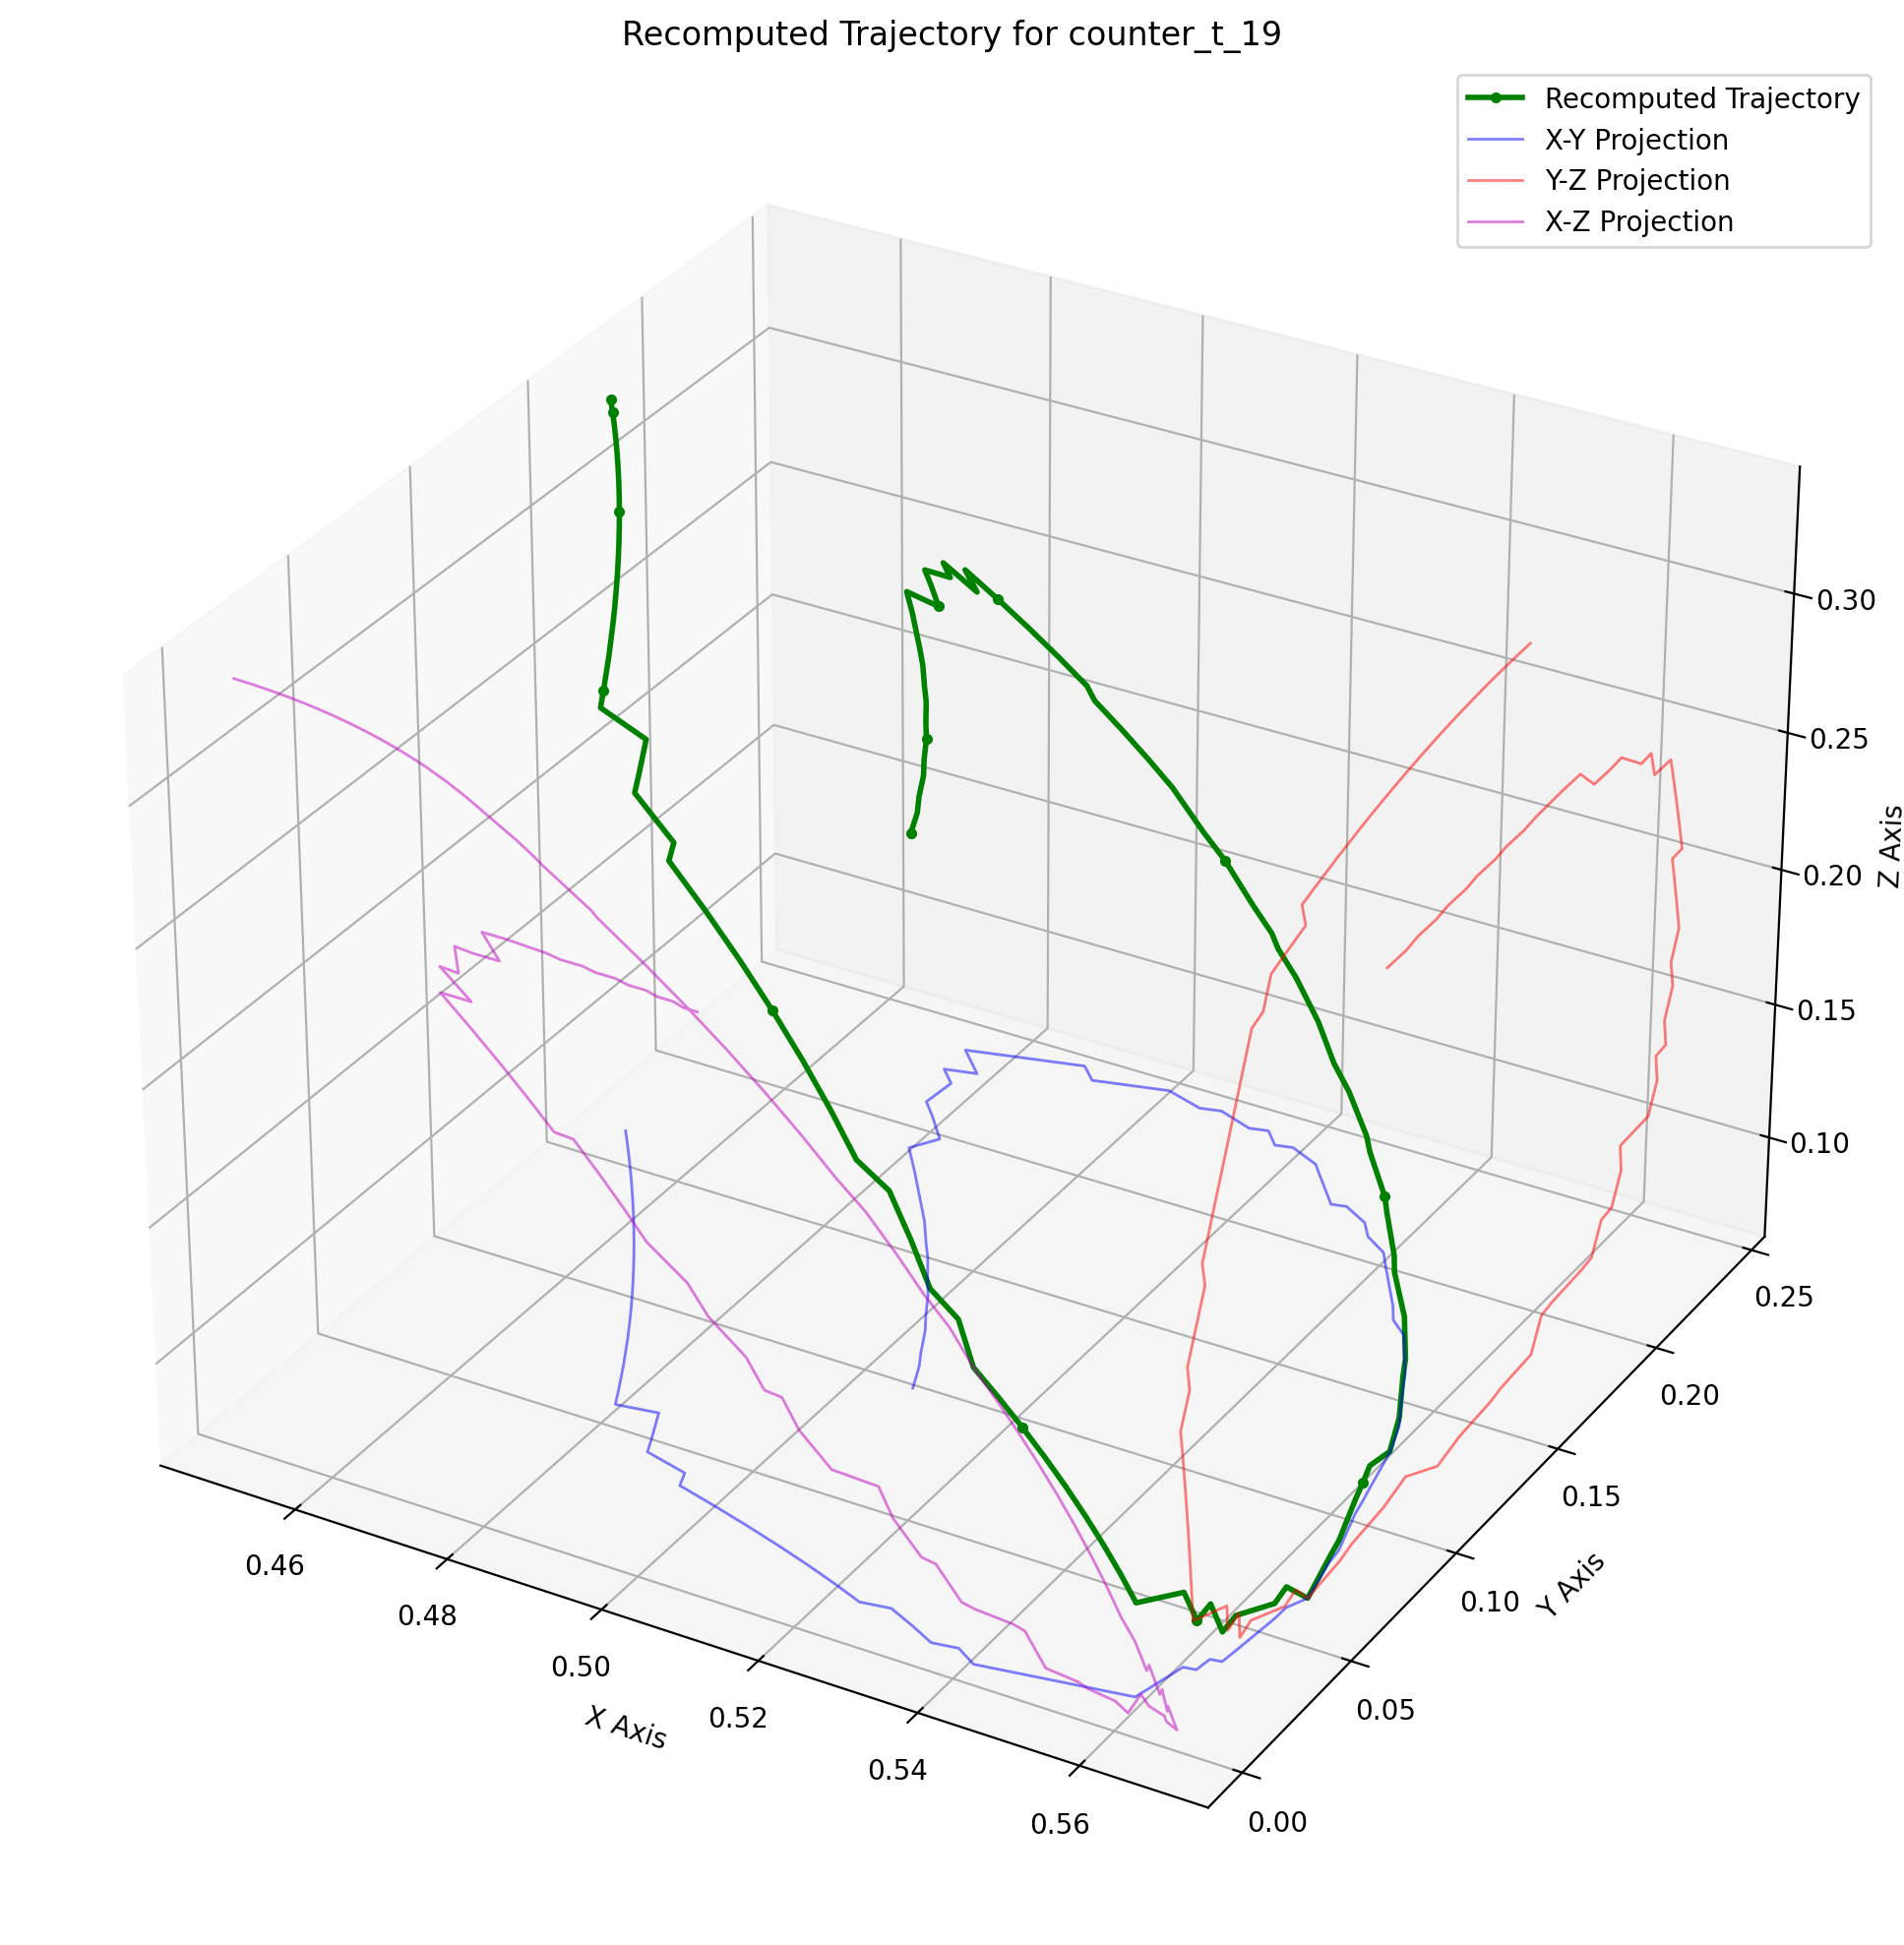 Recomputed Trajectory for counter_t_19
Recomputed Trajectory
X-Y Projection
Y-Z Projection
X-Z Projection
0.30
0.25
0.20
0.15
0.10
Z Axis
0.25
0.20
0.15
0.10
0.05
0.00
Y Axis
0.46
0.48
0.50
0.52
0.54
0.56
X Axis